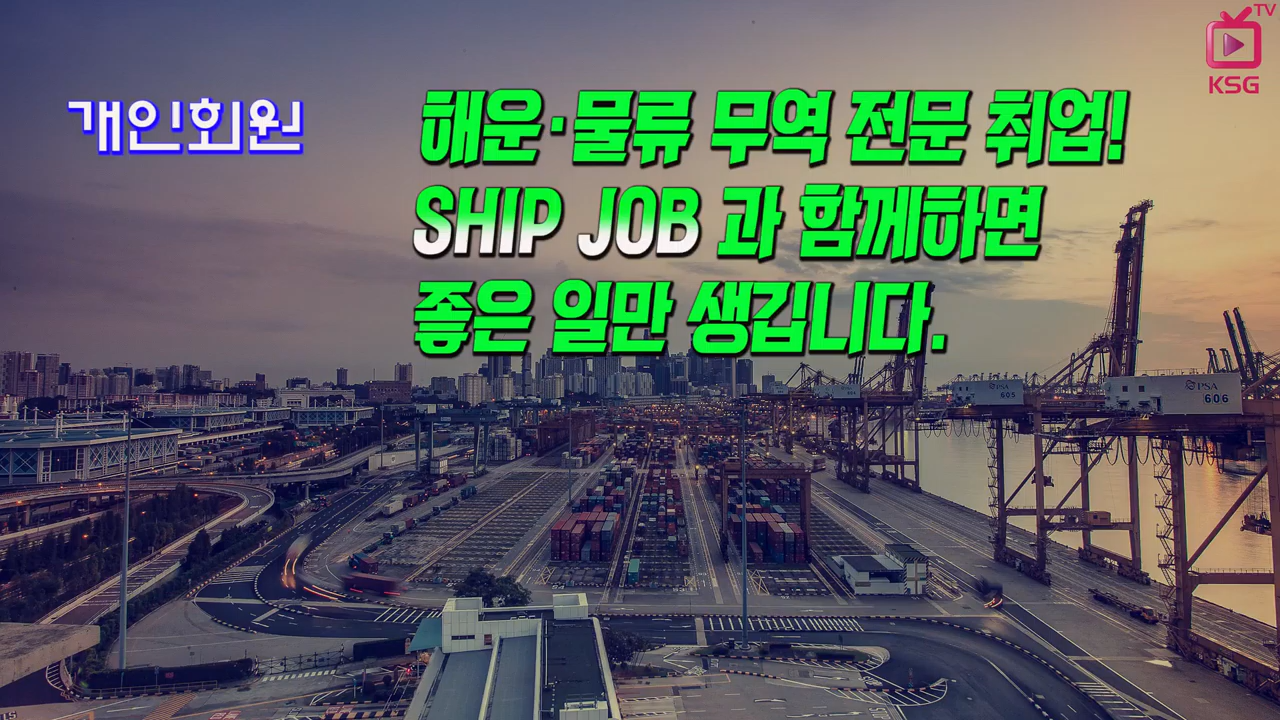 TV
KSG
개인회원
해운·물류 무역 전문 취업!
SHIP JOB 과 함께하면
좋은 일만 생깁니다.
PSA
605
PSA
606